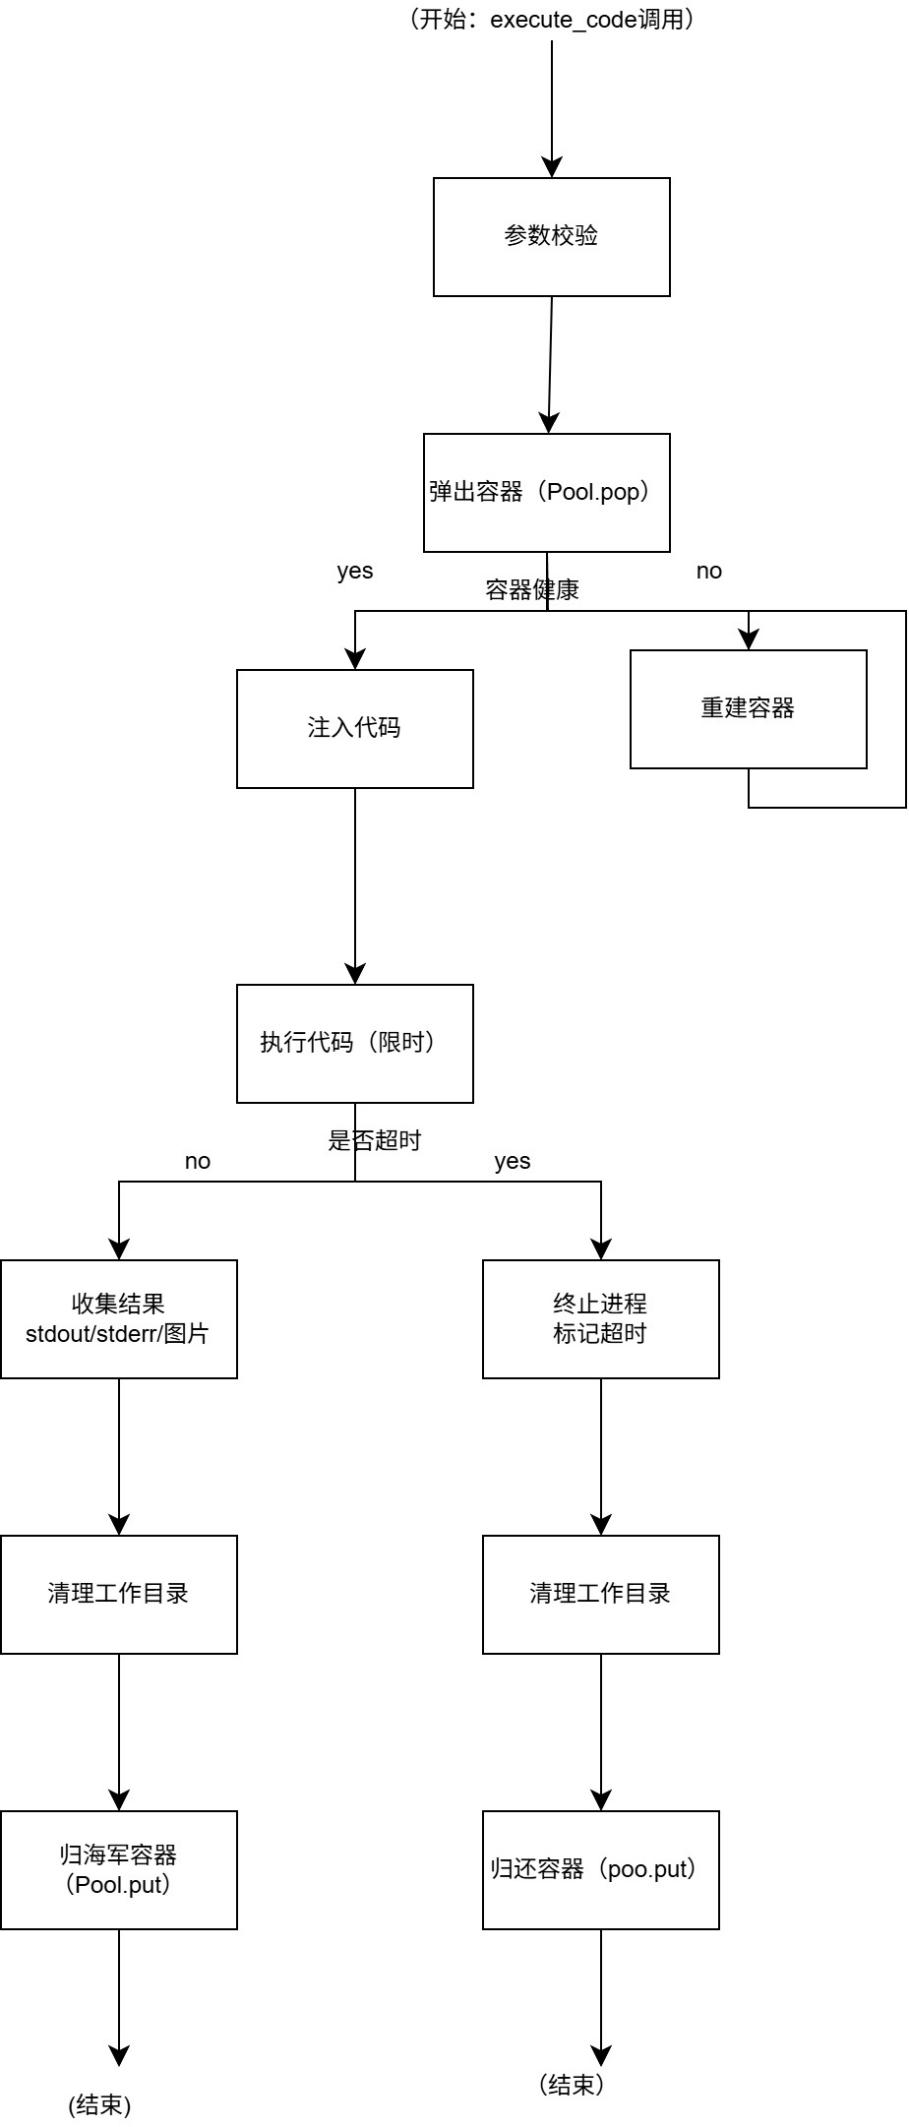 （开始：execute_code调用）
参数校验
弹出容器（Pool.pop）
yes
容器健康
no
注入代码
重建容器
执行代码（限时）
是否超时
no
yes
收集结果
stdout/stderr/图片
终止进程
标记超时
清理工作目录
清理工作目录
归海军容器
（Pool.put）
归还容器（poo.put）
(结束)
（结束）